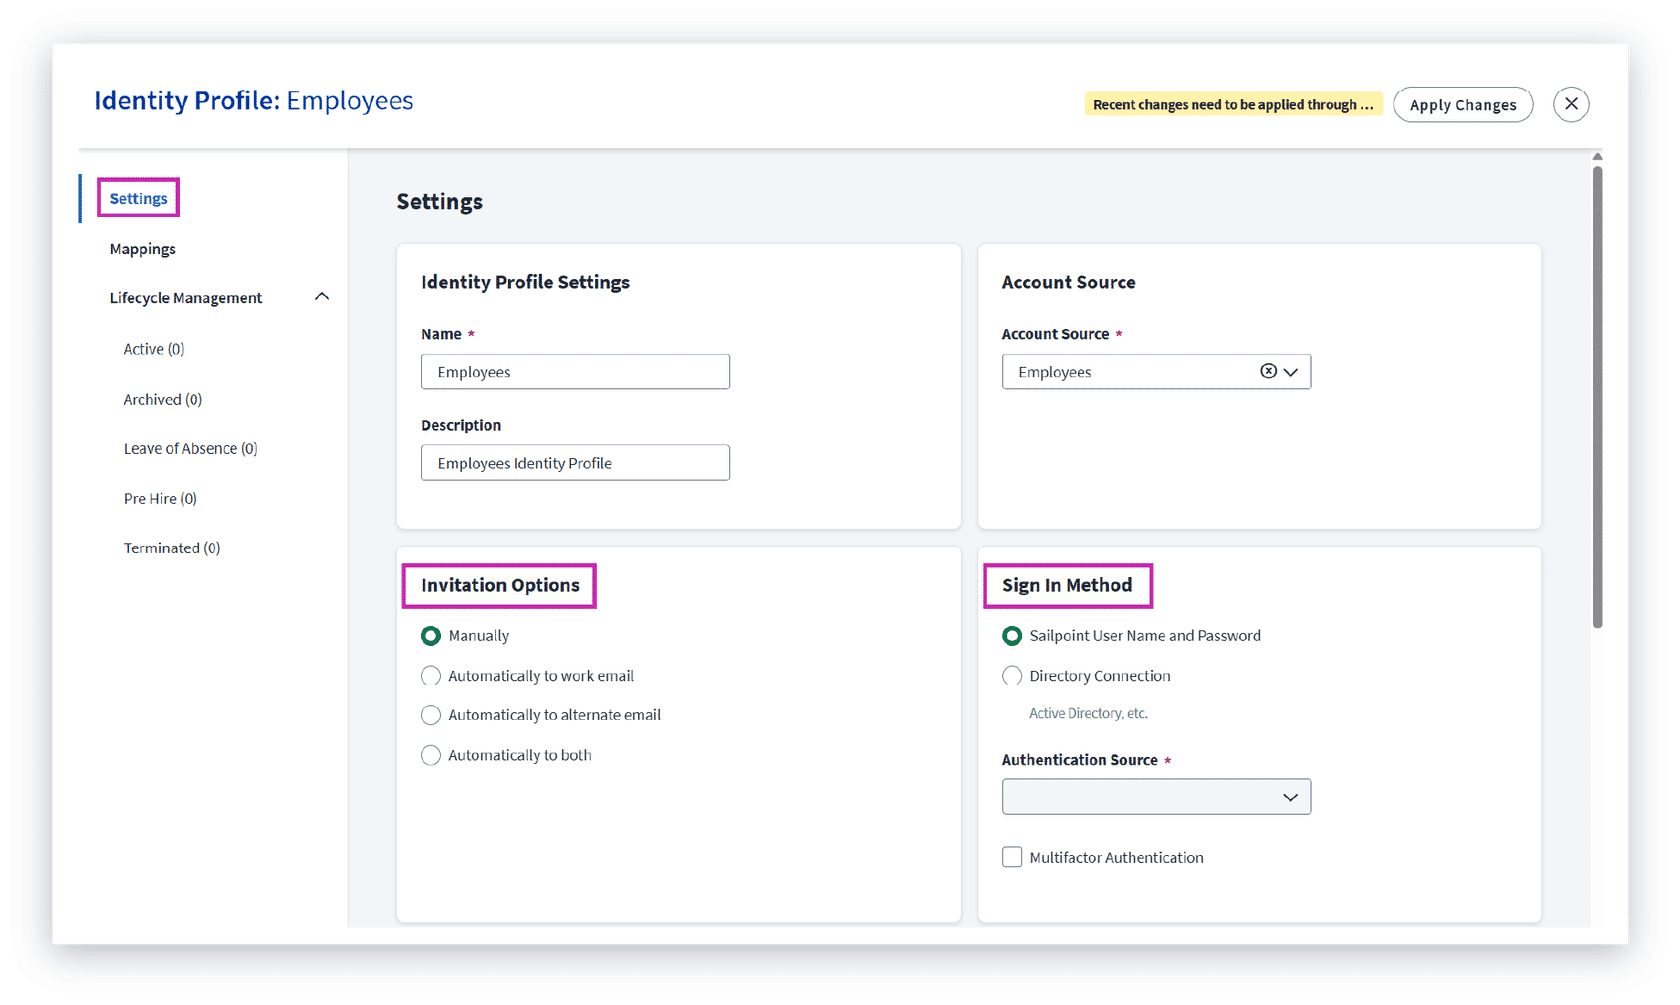 Identity Profile: Employees
Recent changes need to be applied through ...
Apply Changes
Settings
Mappings
Lifecycle Management
Active (0)
Archived (0)
Leave of Absence (0)
Pre Hire (0)
Terminated (0)
Settings
Identity Profile Settings
Name *
Employees
Description
Employees Identity Profile
Account Source
Account Source *
Employees
Invitation Options
Manually
Automatically to work email
Automatically to alternate email
Automatically to both
Sign In Method
Sailpoint User Name and Password
Directory Connection
Active Directory, etc.
Authentication Source *
Multifactor Authentication